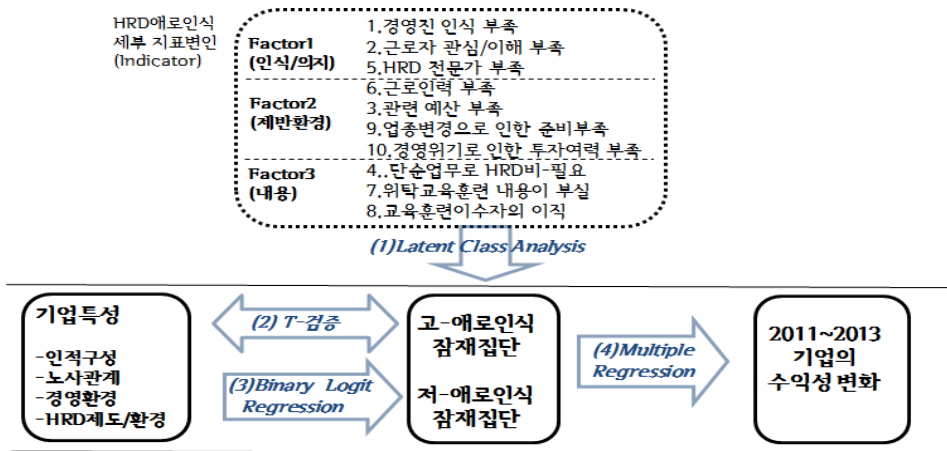 HRD애로인식
세부 지표변인
(Indicator)
Factor1
(인식/의지)
1.경영진 인식 부족
2.근로자 관심/이해 부족
5.HRD 전문가 부족
Factor2
(제반환경)
6.근로인력 부족
3.관련 예산 부족
9.업종변경으로 인한 준비부족
10.경영위기로 인한 투자여력 부족
Factor3
(내용)
4..단순업무로 HRD비-필요
7.위탁교육훈련 내용이 부실
8.교육훈련이수자의 이직
(1)Latent Class Analysis
기업특성
-인적구성
-노사관계
-경영환경
-HRD제도/환경
(2) T-검증
(3)Binary Logit
Regression
고-애로인식
잠재집단
저-애로인식
잠재집단
(4)Multiple
Regression
2011~2013
기업의
수익성 변화